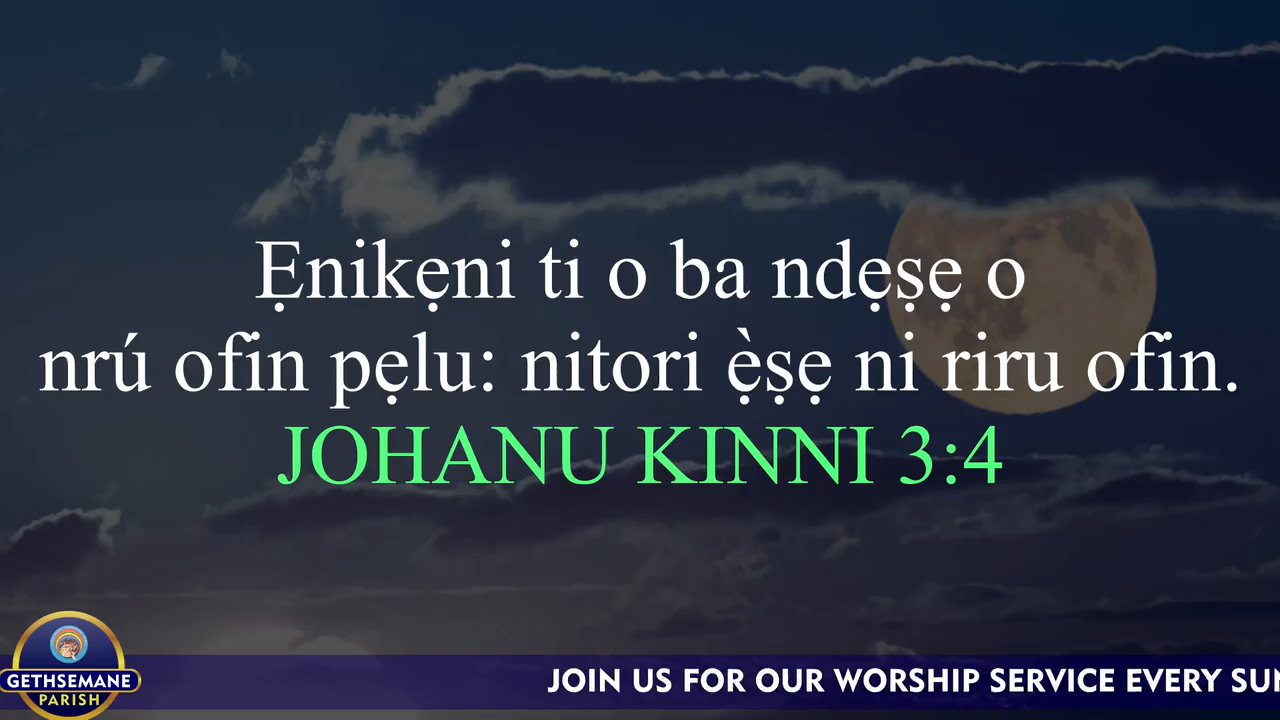 Ẹnikẹni ti o ba ndẹṣẹ o
nrú ofin pẹlu: nitori ẹ̀ṣẹ ni riru ofin.
JOHANU KINNI 3:4
GETHSEMANE
PARISH
JOIN US FOR OUR WORSHIP SERVICE EVERY